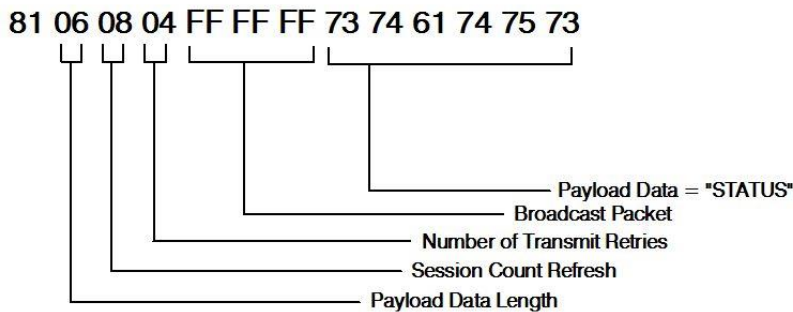 81 06 08 04 FF FF FF 73 74 61 74 75 73
Payload Data = "STATUS"
Broadcast Packet
Number of Transmit Retries
Session Count Refresh
Payload Data Length